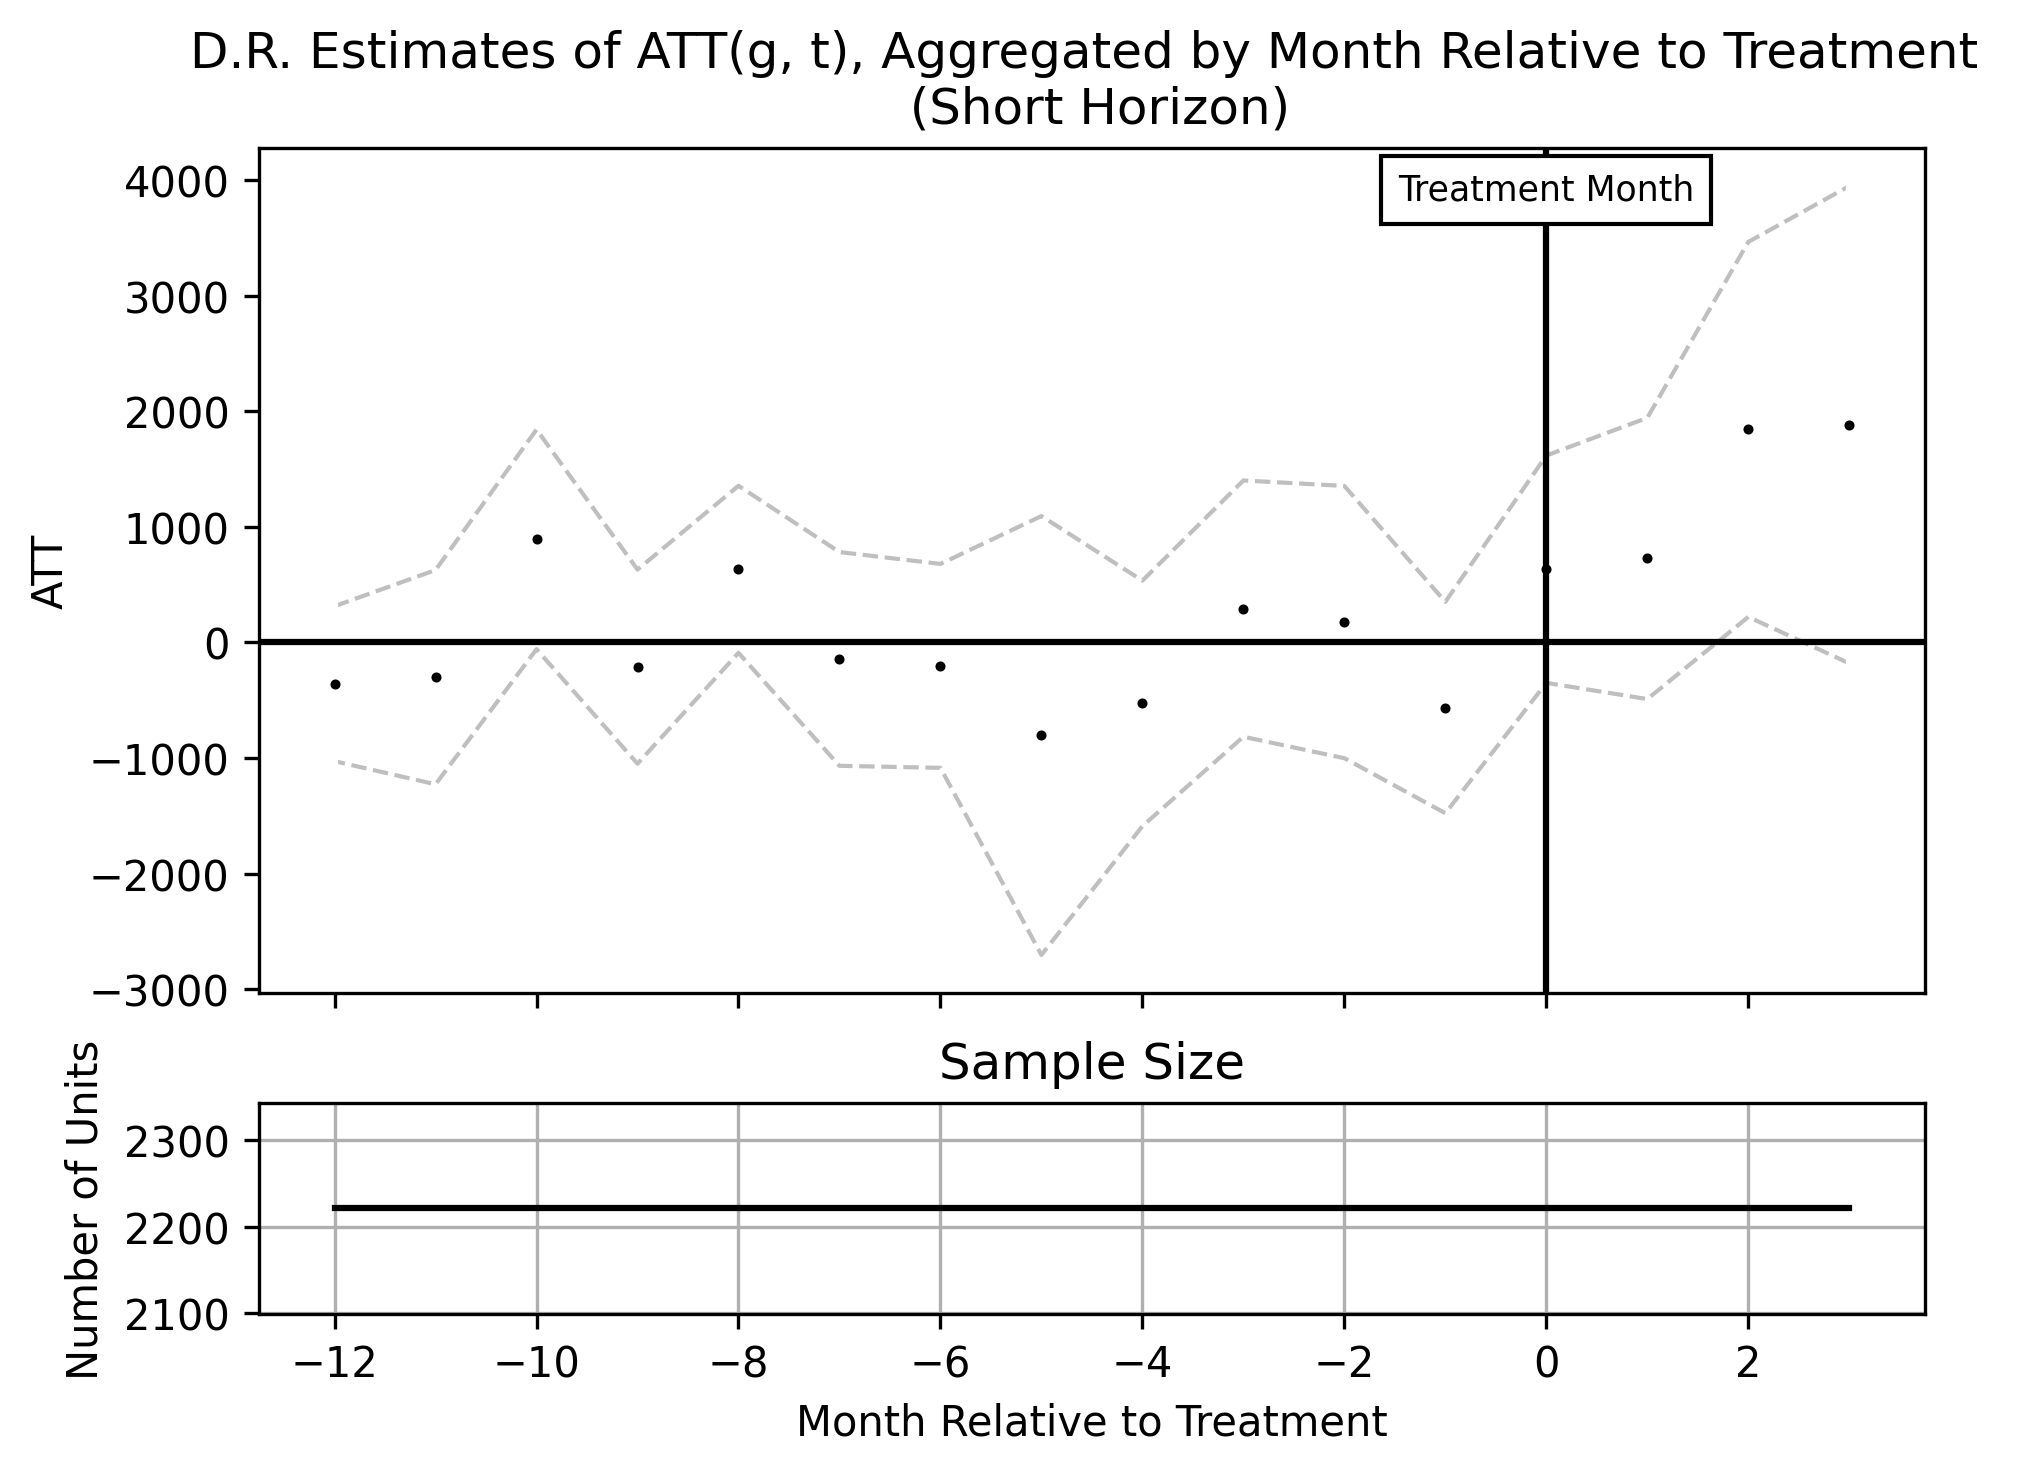 D.R. Estimates of ATT(g, t), Aggregated by Month Relative to Treatment
(Short Horizon)
Treatment Month
4000
3000
2000
1000
0
−1000
−2000
−3000
ATT
Sample Size
2300
2200
2100
Number of Units
−12 −10 −8 −6 −4 −2 0 2
Month Relative to Treatment